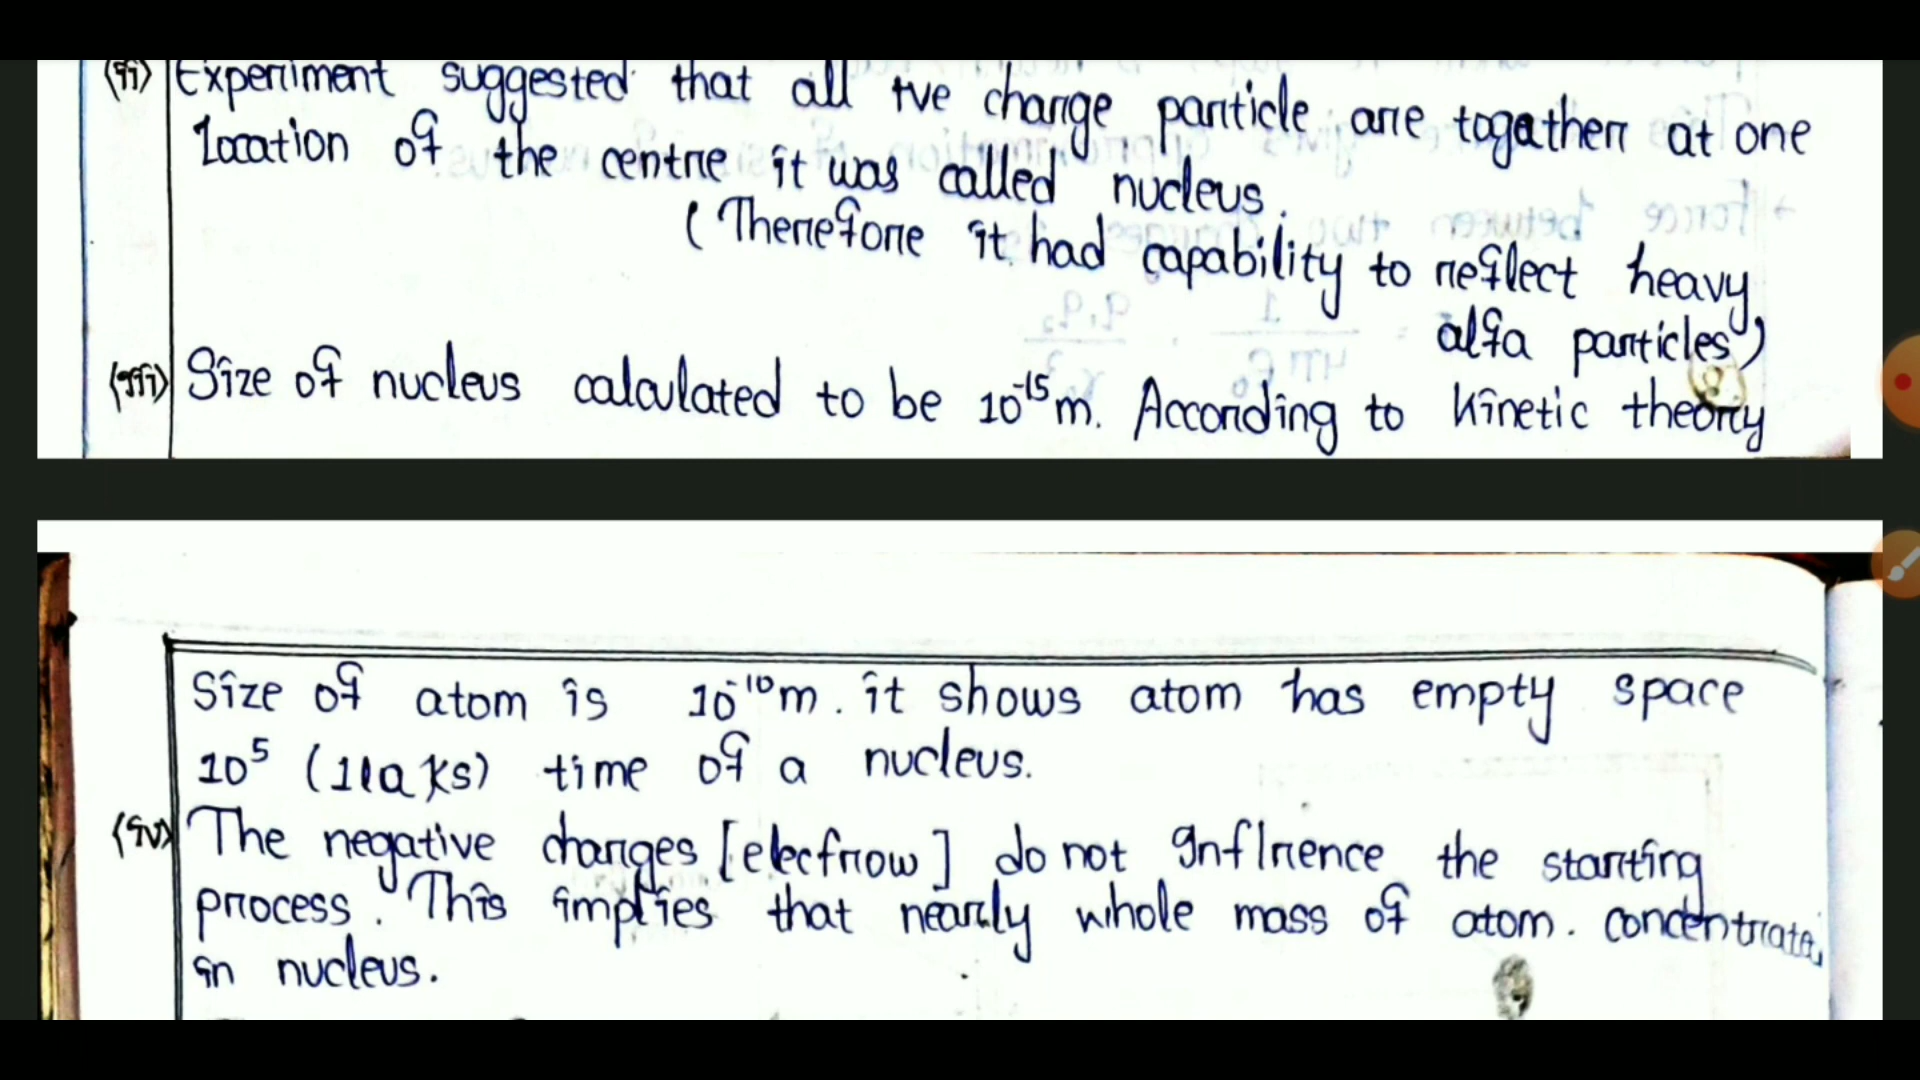 (ii) Experiment suggested that all +ve charge particle are togather at one
Location of the centre it was called nucleus.
(Therefore it had capability to reflect heavy
alfa particles)
(iii) Size of nucleus calculated to be 10⁻¹⁵m. According to kinetic theory
Size of atom is 10⁻¹⁰m. it shows atom has empty space
10⁵ (1laks) time of a nucleus.
(iv) The negative charges [elecfrow] do not Inflrence the starting
process. This implies that nearly whole mass of atom. concentrate
in nucleus.